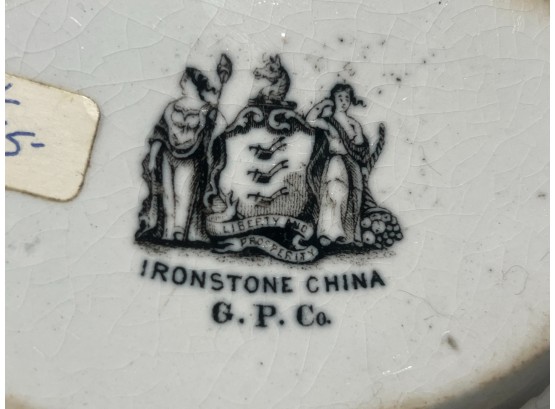 LIBERTY AND
PROSPERITY
IRONSTONE CHINA
G. P. Co.